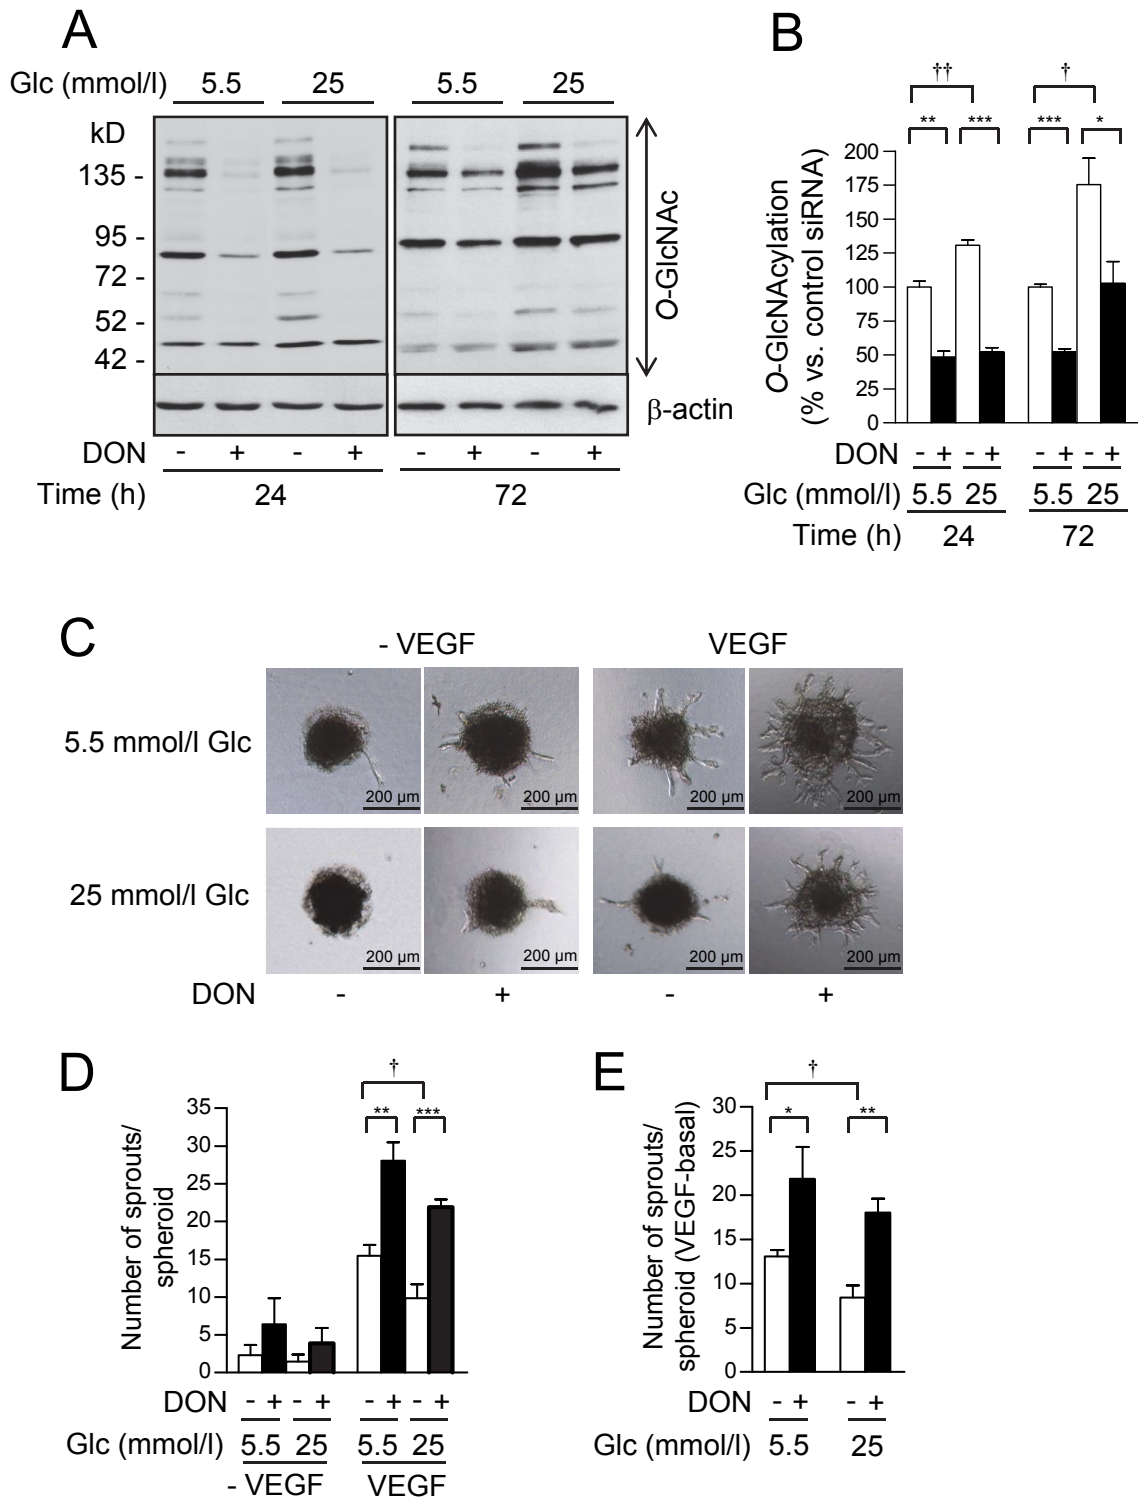 A
Glc (mmol/l) 5.5 25 5.5 25
kD
135 -
95 -
72 -
52 -
42 -
O-GlcNAc
β-actin
DON - + - + - + - +
Time (h) 24 72
B
†† †
** *** *** *
O-GlcNAcylation
(% vs. control siRNA)
200
175
150
125
100
75
50
25
0
DON - + - + - + - +
Glc (mmol/l) 5.5 25 5.5 25
Time (h) 24 72
C
- VEGF VEGF
5.5 mmol/l Glc
200 µm 200 µm 200 µm 200 µm
25 mmol/l Glc
200 µm 200 µm 200 µm 200 µm
DON - + - +
D
†
** ***
Number of sprouts/
spheroid
35
30
25
20
15
10
5
0
DON - + - + - + - +
Glc (mmol/l) 5.5 25 5.5 25
- VEGF VEGF
E
†
* **
Number of sprouts/
spheroid (VEGF-basal)
30
25
20
15
10
5
0
DON - + - +
Glc (mmol/l) 5.5 25